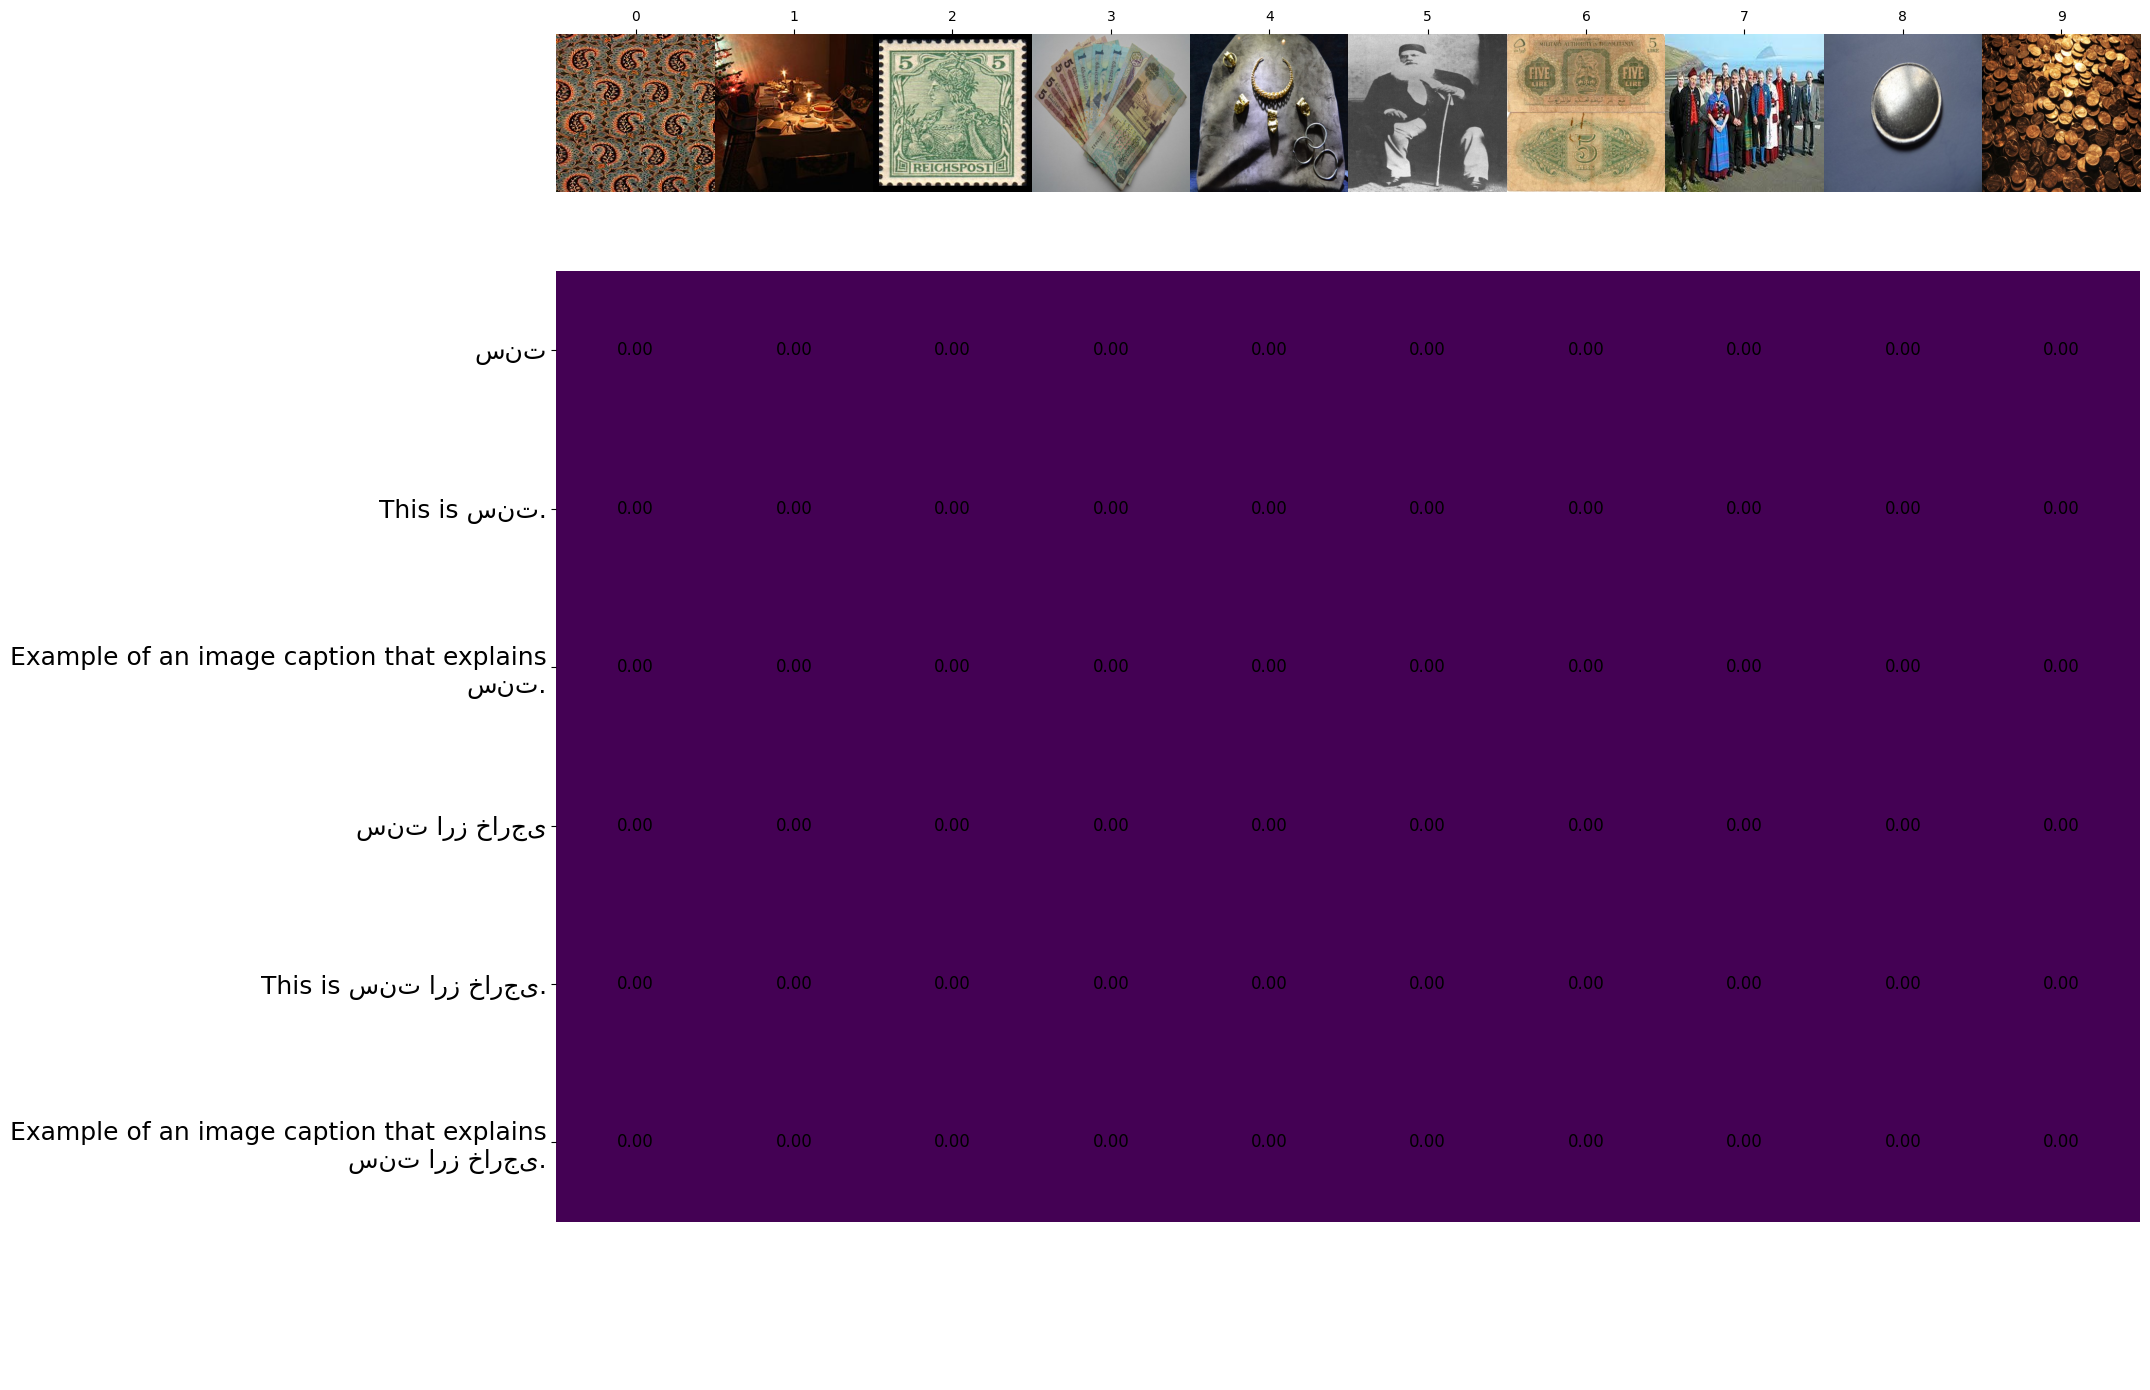 0 1 2 3 4 5 6 7 8 9
5 5
REICHSPOST
MILITARY AUTHORITY IN TRIPOLITANIA 5
FIVE LIRE FIVE LIRE
5
سنت 0.00 0.00 0.00 0.00 0.00 0.00 0.00 0.00 0.00 0.00
This is سنت. 0.00 0.00 0.00 0.00 0.00 0.00 0.00 0.00 0.00 0.00
Example of an image caption that explains
سنت. 0.00 0.00 0.00 0.00 0.00 0.00 0.00 0.00 0.00 0.00
سنت ارز خارجی 0.00 0.00 0.00 0.00 0.00 0.00 0.00 0.00 0.00 0.00
This is سنت ارز خارجی. 0.00 0.00 0.00 0.00 0.00 0.00 0.00 0.00 0.00 0.00
Example of an image caption that explains
سنت ارز خارجی. 0.00 0.00 0.00 0.00 0.00 0.00 0.00 0.00 0.00 0.00